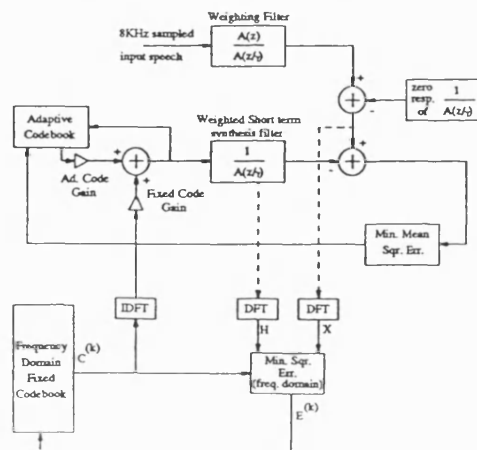 Weighting Filter
8KHz sampled
input speech
A(z)
A(z/γ)
+
-
zero
resp.
of
1
A(z/γ)
Adaptive
Codebook
Weighted Short term
synthesis filter
1
A(z/γ)
+
-
+
+
Ad. Code
Gain
Fixed Code
Gain
Min. Mean
Sqr. Err.
IDFT
DFT
DFT
H
X
Frequency
Domain
Fixed
Codebook
C(k)
Min. Sqr.
Err.
(freq. domain)
E(k)